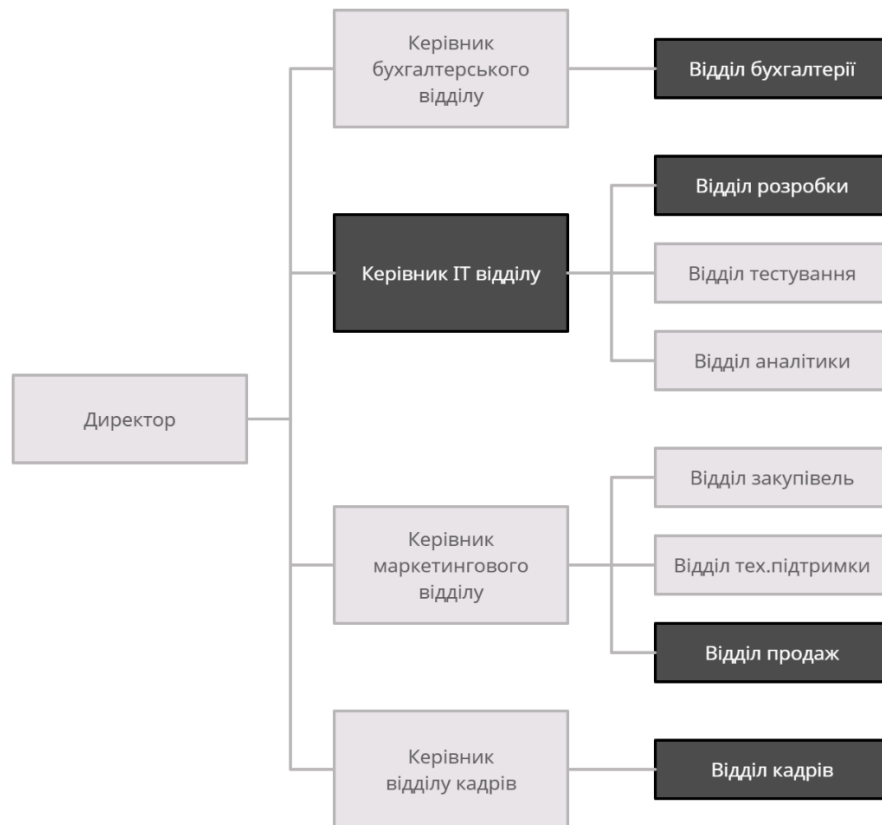 Керівник
бухгалтерського
відділу
Відділ бухгалтерії
Відділ розробки
Керівник ІТ відділу
Відділ тестування
Відділ аналітики
Директор
Відділ закупівель
Керівник
маркетингового
відділу
Відділ тех.підтримки
Відділ продаж
Керівник
відділу кадрів
Відділ кадрів